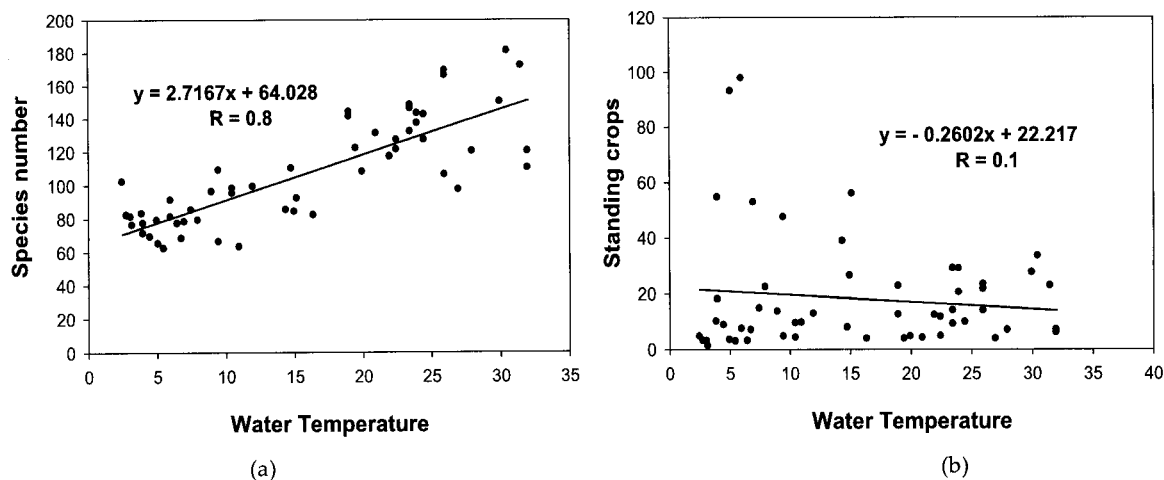 200
180
160
140
120
100
80
60
40
20
0
Species number
y = 2.7167x + 64.028
R = 0.8
0 5 10 15 20 25 30 35
Water Temperature
(a)
120
100
80
60
40
20
0
Standing crops
y = - 0.2602x + 22.217
R = 0.1
0 5 10 15 20 25 30 35 40
Water Temperature
(b)